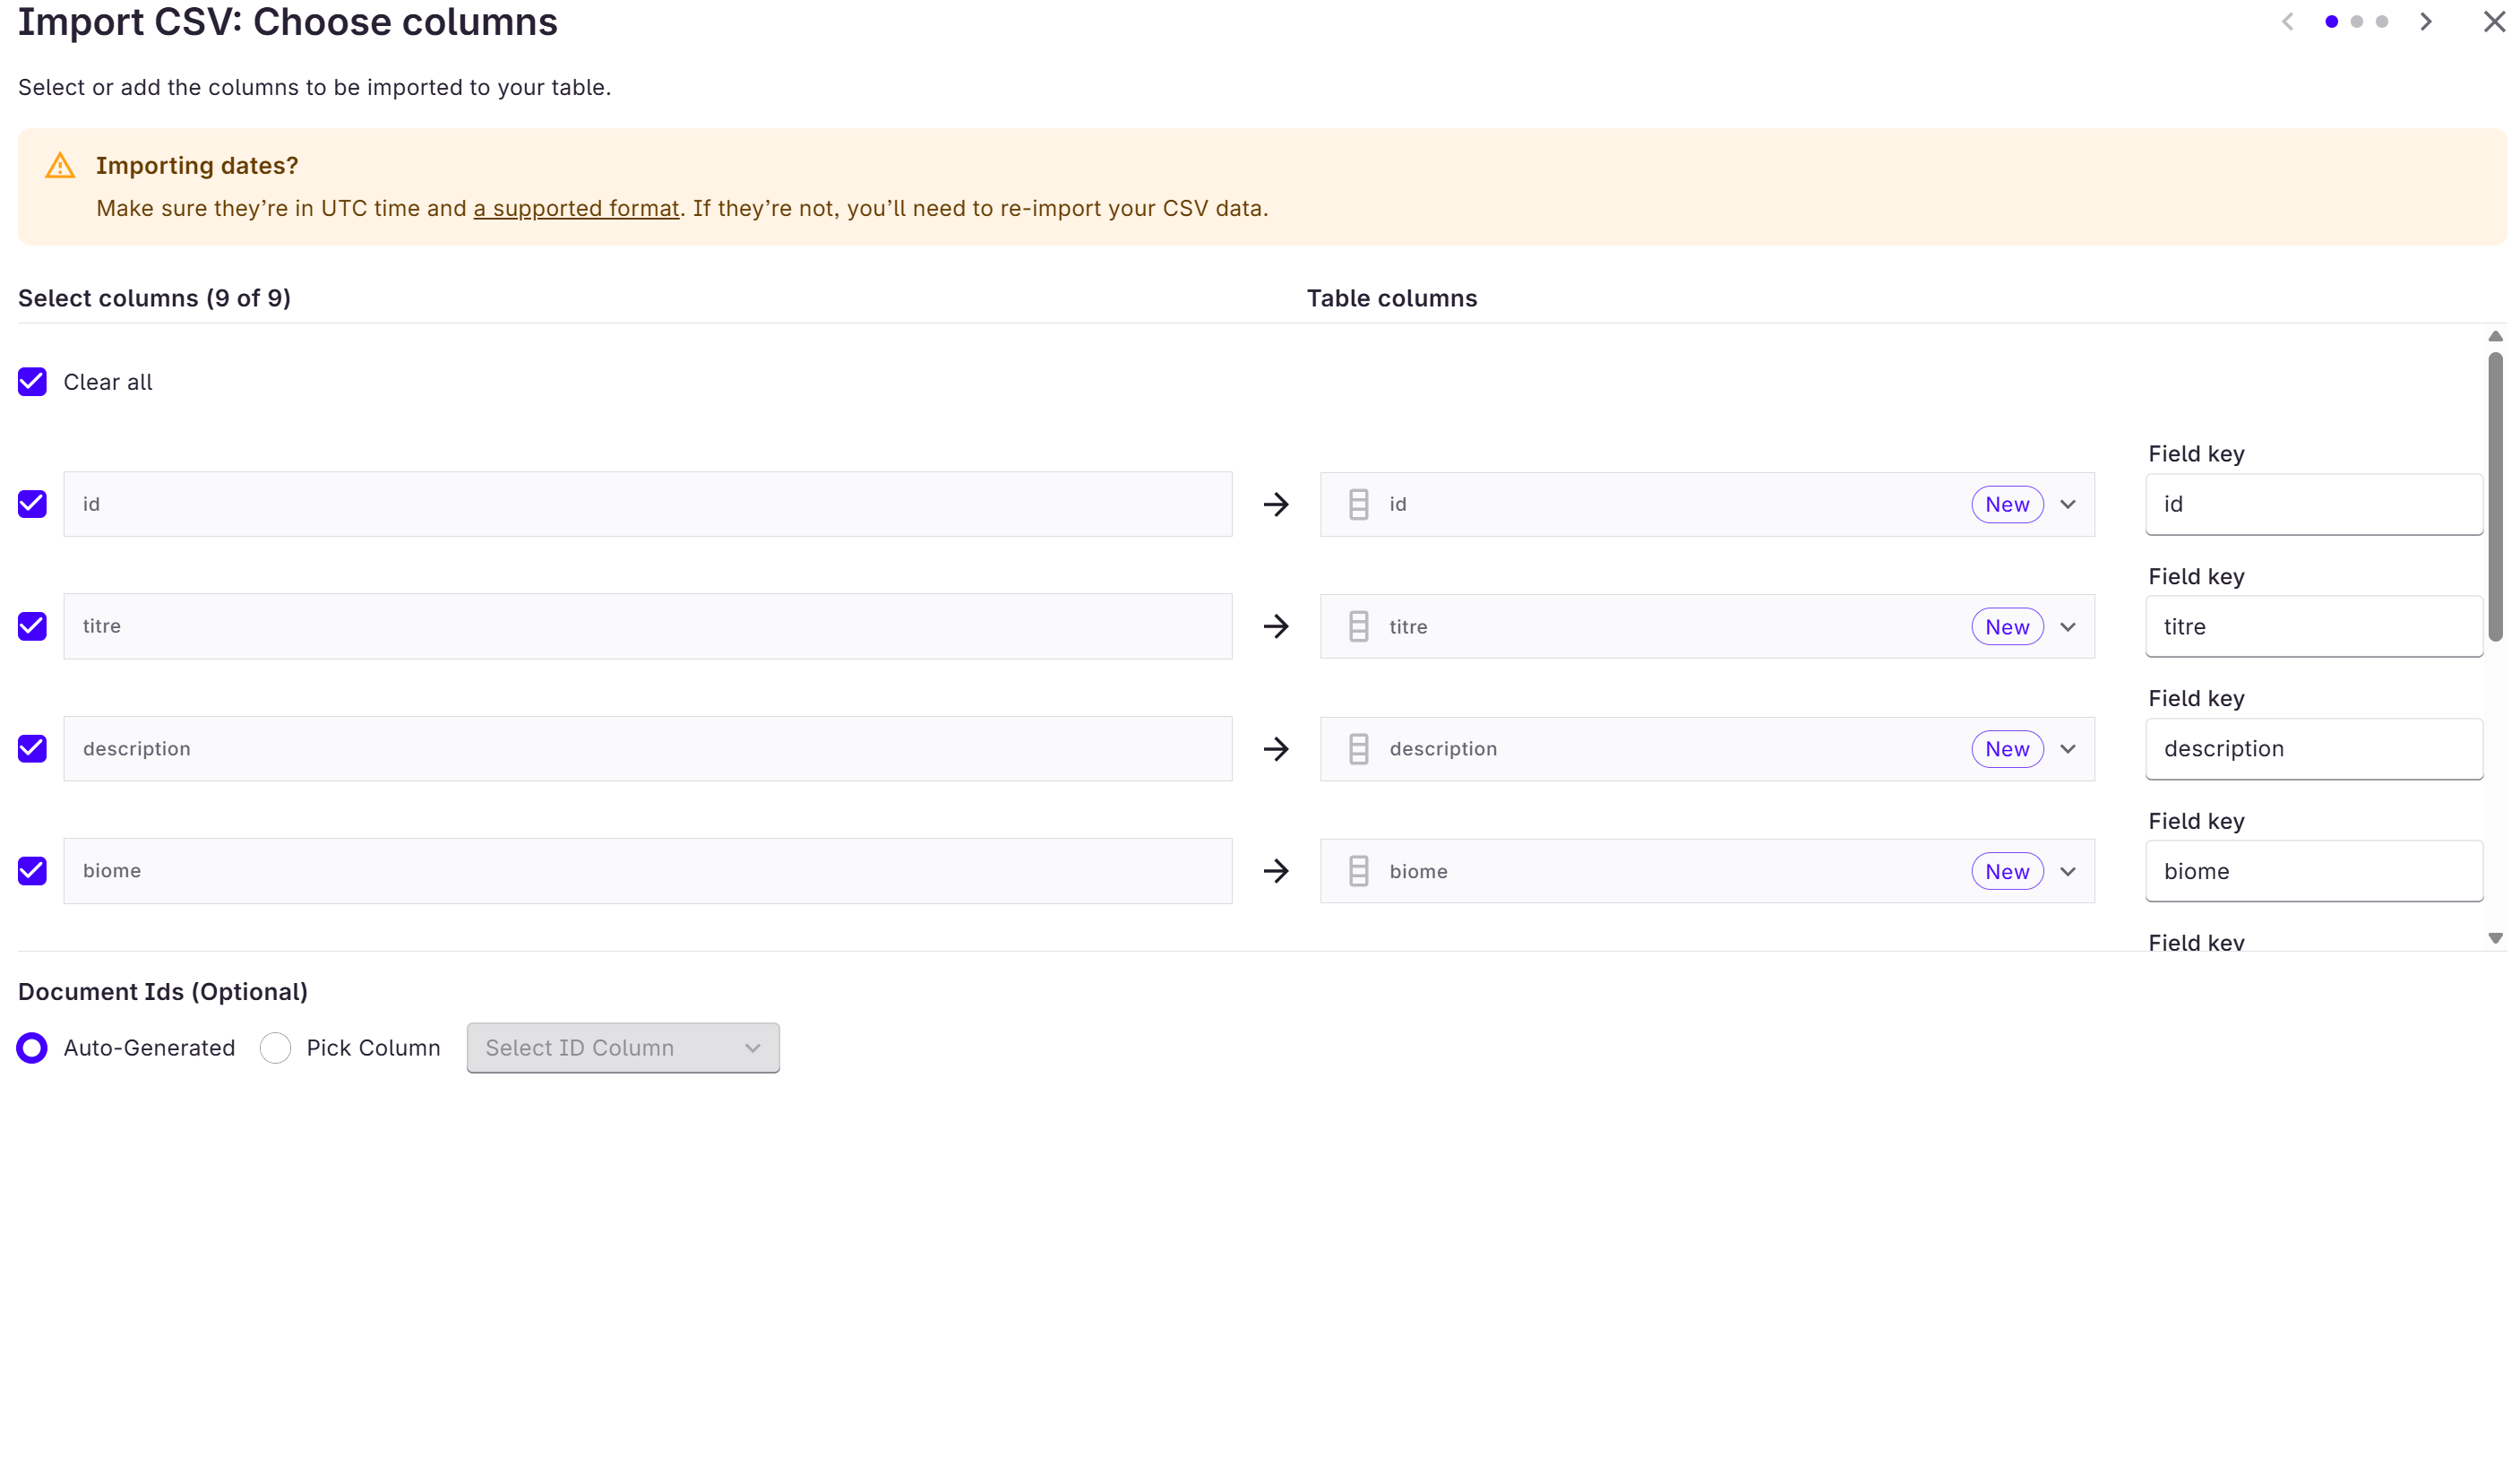 Import CSV: Choose columns
Select or add the columns to be imported to your table.
Importing dates?
Make sure they’re in UTC time and a supported format. If they’re not, you’ll need to re-import your CSV data.
Select columns (9 of 9)
Table columns
Clear all
Field key
id
id
New
id
Field key
titre
titre
New
titre
Field key
description
description
New
description
Field key
biome
biome
New
biome
Field key
Document Ids (Optional)
Auto-Generated
Pick Column
Select ID Column